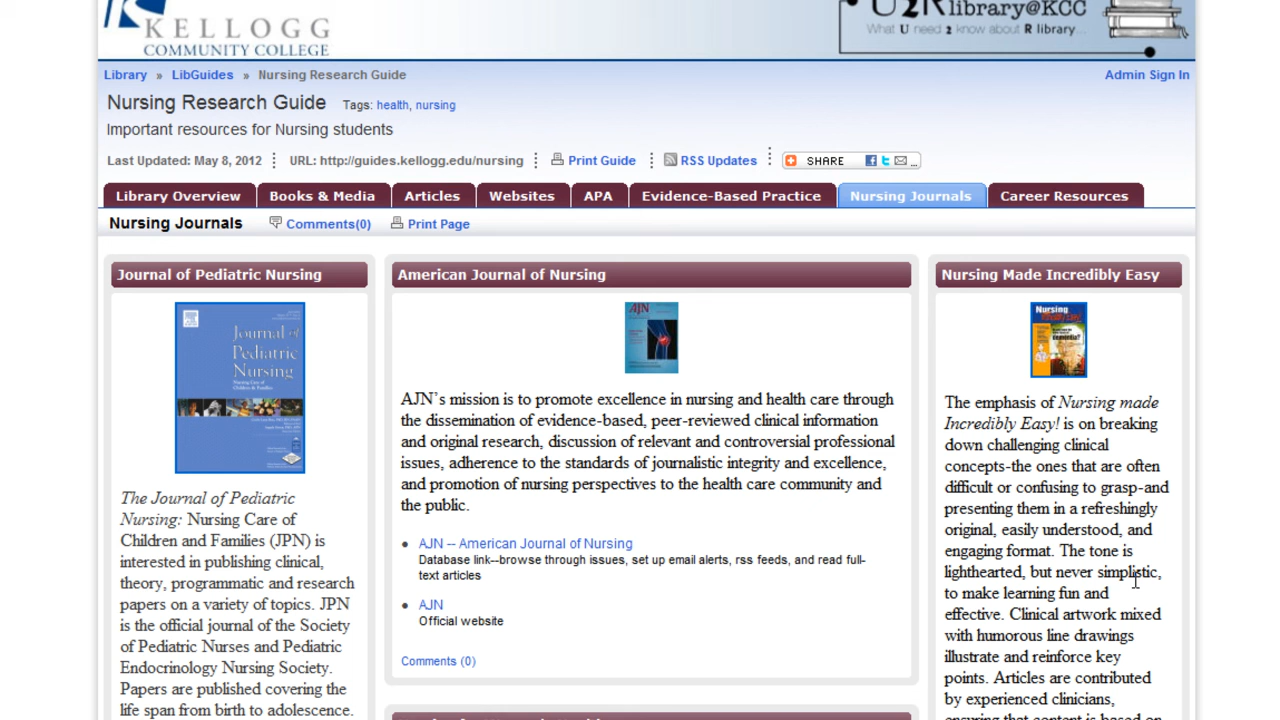 KELLOGG
COMMUNITY COLLEGE
U2R library@KCC
What U need 2 know about R library...
Library » LibGuides » Nursing Research Guide
Admin Sign In
Nursing Research Guide Tags: health, nursing
Important resources for Nursing students
Last Updated: May 8, 2012 URL: http://guides.kellogg.edu/nursing Print Guide RSS Updates SHARE ...
Library Overview Books & Media Articles Websites APA Evidence-Based Practice Nursing Journals Career Resources
Nursing Journals Comments(0) Print Page
Journal of Pediatric Nursing
Journal of
Pediatric
Nursing
Nursing Care of
Children & Families
The Journal of Pediatric
Nursing: Nursing Care of
Children and Families (JPN) is
interested in publishing clinical,
theory, programmatic and research
papers on a variety of topics. JPN
is the official journal of the Society
of Pediatric Nurses and Pediatric
Endocrinology Nursing Society.
Papers are published covering the
life span from birth to adolescence.
American Journal of Nursing
AJN
AJN's mission is to promote excellence in nursing and health care through
the dissemination of evidence-based, peer-reviewed clinical information
and original research, discussion of relevant and controversial professional
issues, adherence to the standards of journalistic integrity and excellence,
and promotion of nursing perspectives to the health care community and
the public.
AJN -- American Journal of Nursing
Database link--browse through issues, set up email alerts, rss feeds, and read full-
text articles
AJN
Official website
Comments (0)
Nursing Made Incredibly Easy
Nursing
The emphasis of Nursing made
Incredibly Easy! is on breaking
down challenging clinical
concepts-the ones that are often
difficult or confusing to grasp-and
presenting them in a refreshingly
original, easily understood, and
engaging format. The tone is
lighthearted, but never simplistic,
to make learning fun and
effective. Clinical artwork mixed
with humorous line drawings
illustrate and reinforce key
points. Articles are contributed
by experienced clinicians,
ensuring that content is based on